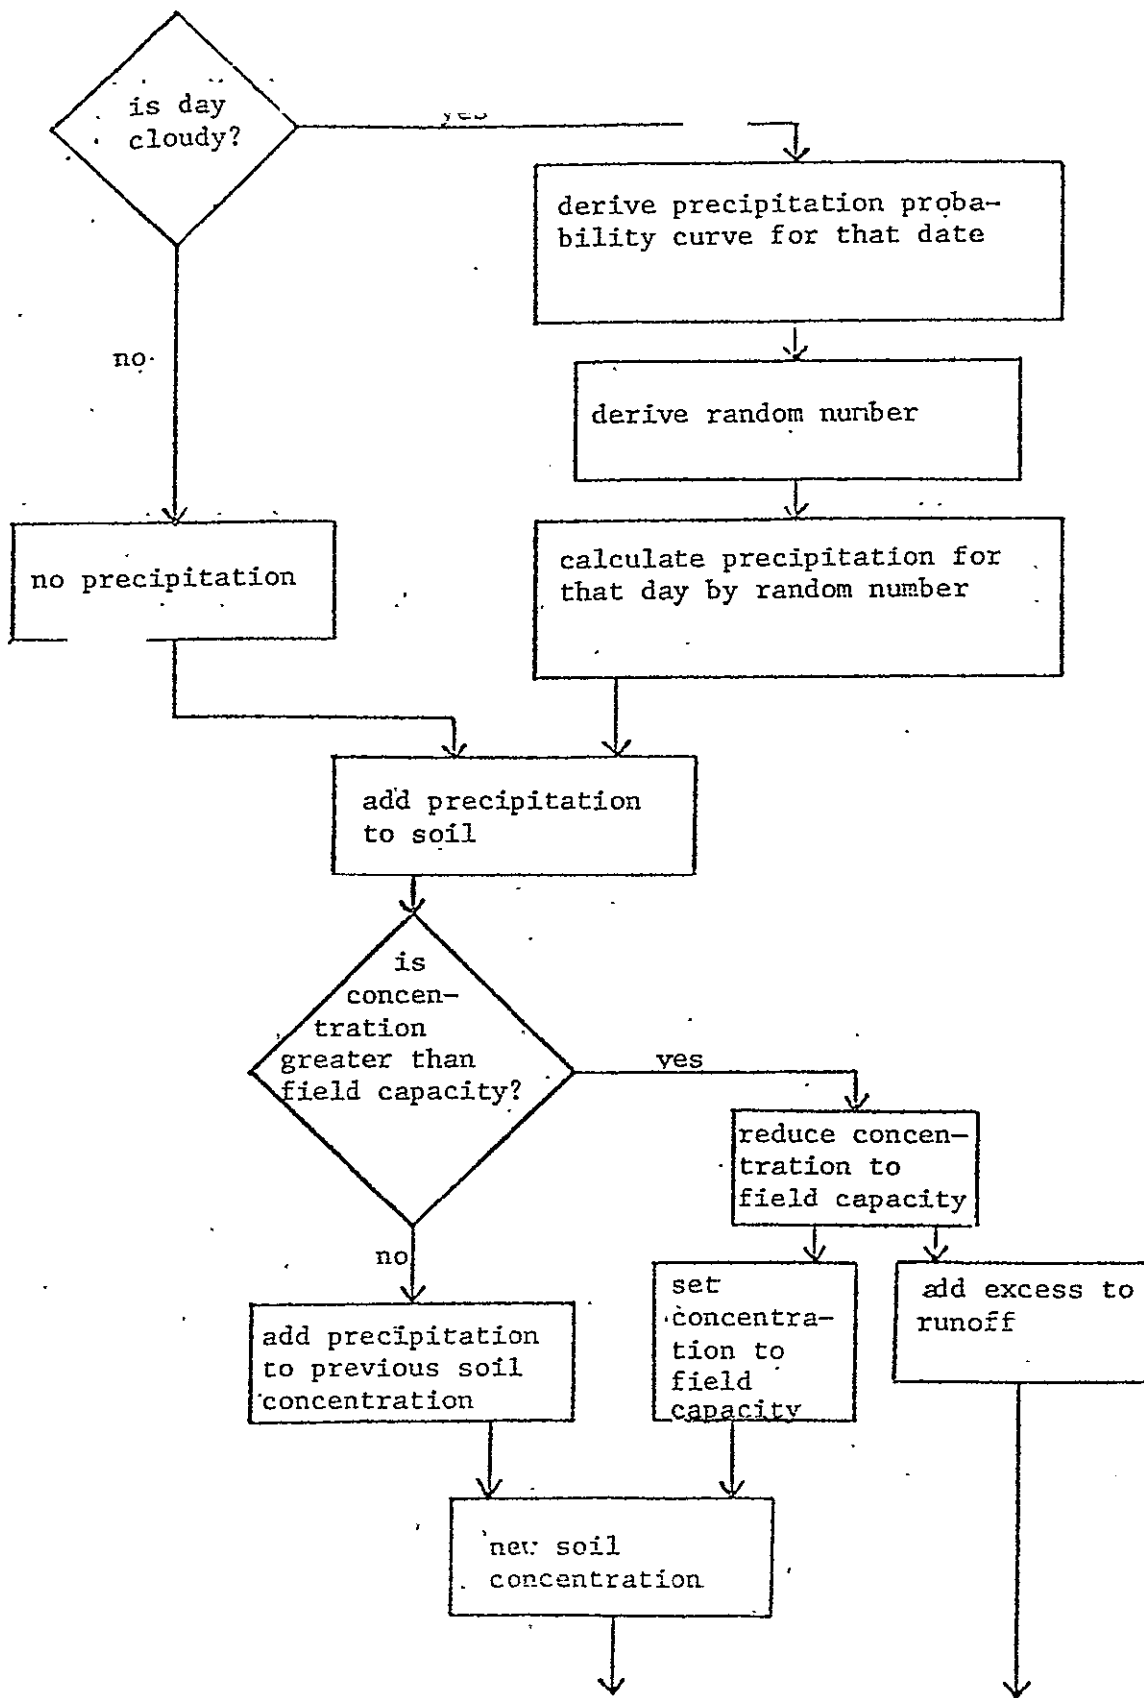 is day
cloudy?
yes
derive precipitation proba-
bility curve for that date
no
derive random number
no precipitation
calculate precipitation for
that day by random number
add precipitation
to soil
is
concen-
tration
greater than
field capacity?
yes
reduce concen-
tration to
field capacity
no
set
concentra-
tion to
field
capacity
add excess to
runoff
add precipitation
to previous soil
concentration
new soil
concentration